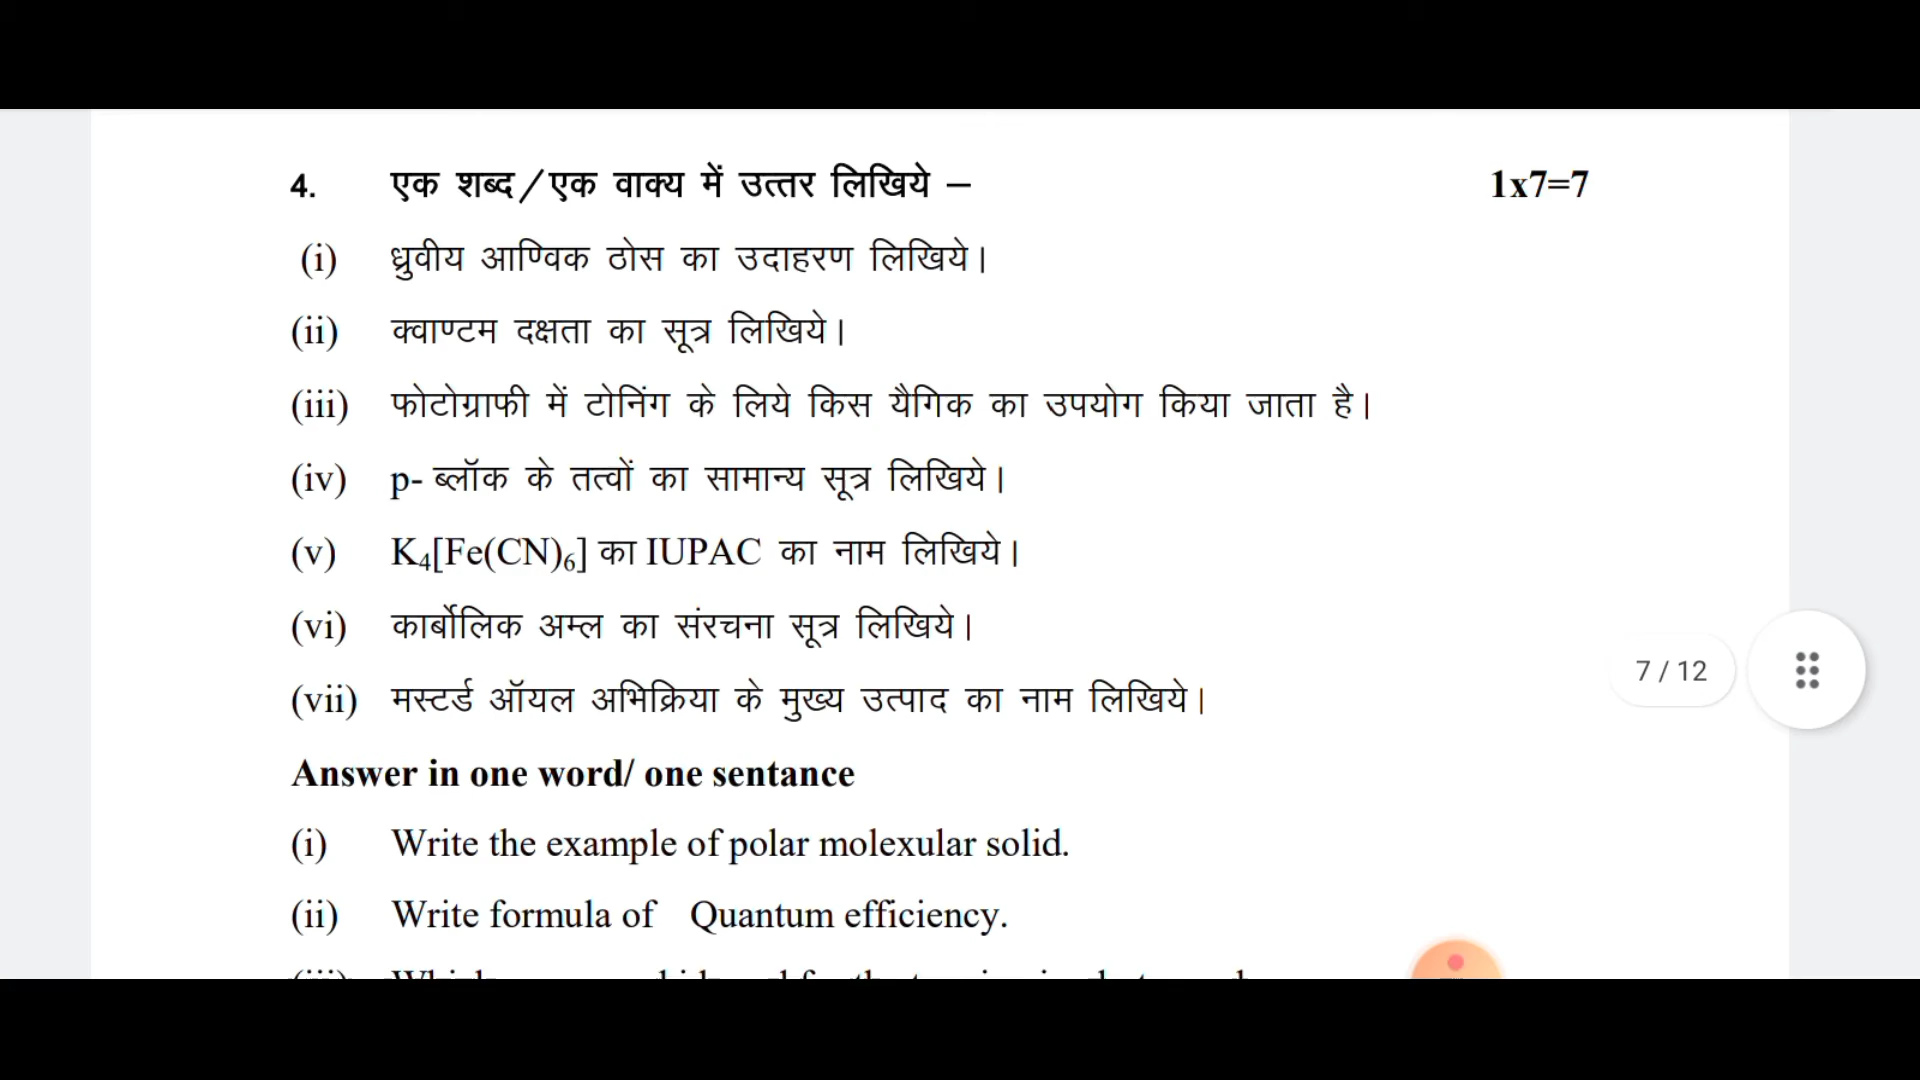 4. एक शब्द/एक वाक्य में उत्तर लिखिये – 1x7=7
(i) ध्रुवीय आण्विक ठोस का उदाहरण लिखिये।
(ii) क्वाण्टम दक्षता का सूत्र लिखिये।
(iii) फोटोग्राफी में टोनिंग के लिये किस यैगिक का उपयोग किया जाता है।
(iv) p- ब्लॉक के तत्वों का सामान्य सूत्र लिखिये।
(v) K₄[Fe(CN)₆] का IUPAC का नाम लिखिये।
(vi) कार्बोलिक अम्ल का संरचना सूत्र लिखिये।
(vii) मस्टर्ड ऑयल अभिक्रिया के मुख्य उत्पाद का नाम लिखिये।
7 / 12
Answer in one word/ one sentance
(i) Write the example of polar molexular solid.
(ii) Write formula of Quantum efficiency.